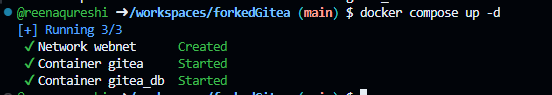 @reenaqureshi ➜/workspaces/forkedGitea (main) $ docker compose up -d
[+] Running 3/3
✓ Network webnet Created
✓ Container gitea Started
✓ Container gitea_db Started